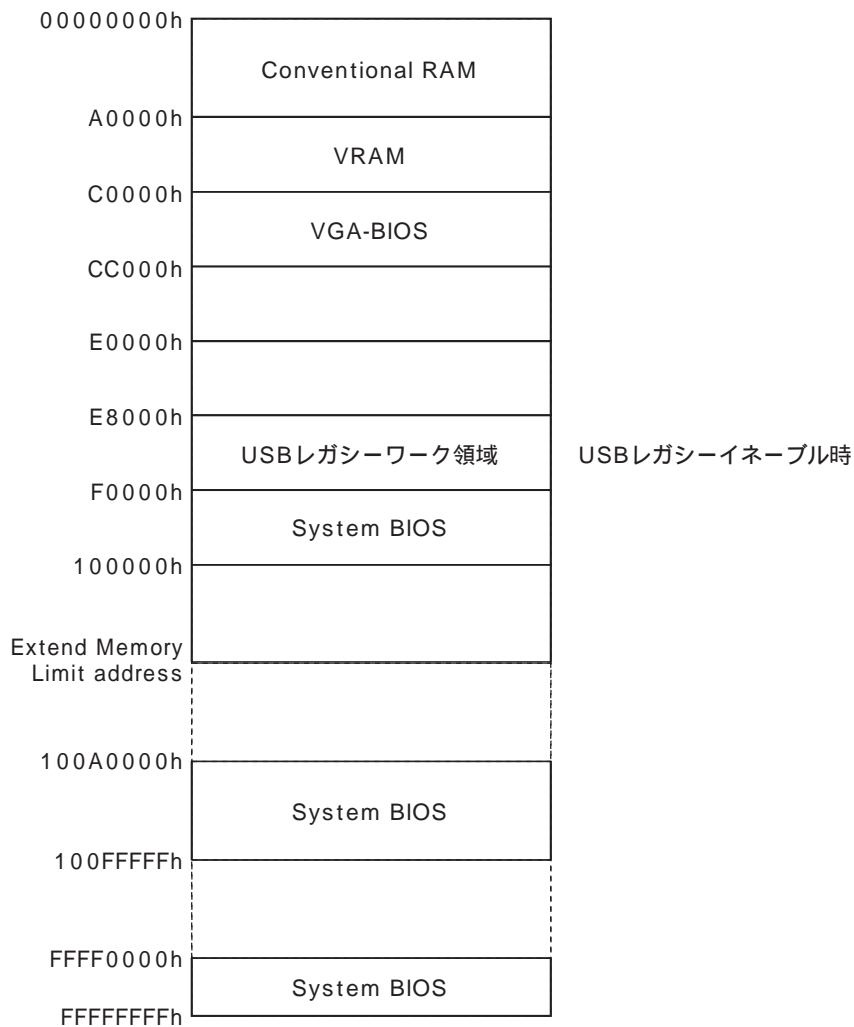 00000000h
Conventional RAM
A0000h
VRAM
C0000h
VGA-BIOS
CC000h
E0000h
E8000h
USBレガシーワーク領域 USBレガシーイネーブル時
F0000h
System BIOS
100000h
Extend Memory
Limit address
100A0000h
System BIOS
100FFFFFh
FFFF0000h
System BIOS
FFFFFFFFh